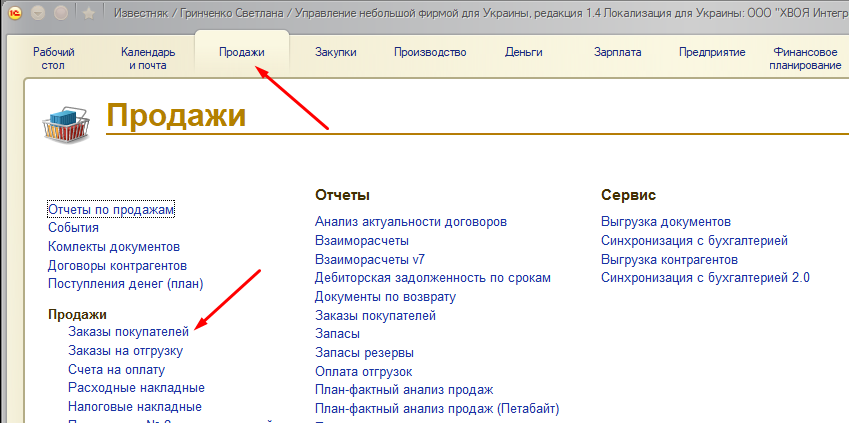 Известняк / Гринченко Светлана / Управление небольшой фирмой для Украины, редакция 1.4 Локализация для Украины: ООО "ХВОЯ Интегр
Рабочий стол
Календарь и почта
Продажи
Закупки
Производство
Деньги
Зарплата
Предприятие
Финансовое планирование
Продажи
Отчеты по продажам
События
Комлекты документов
Договоры контрагентов
Поступления денег (план)
Продажи
Заказы покупателей
Заказы на отгрузку
Счета на оплату
Расходные накладные
Налоговые накладные
Отчеты
Анализ актуальности договоров
Взаиморасчеты
Взаиморасчеты v7
Дебиторская задолженность по срокам
Документы по возврату
Заказы покупателей
Запасы
Запасы резервы
Оплата отгрузок
План-фактный анализ продаж
План-фактный анализ продаж (Петабайт)
Сервис
Выгрузка документов
Синхронизация с бухгалтерией
Выгрузка контрагентов
Синхронизация с бухгалтерией 2.0